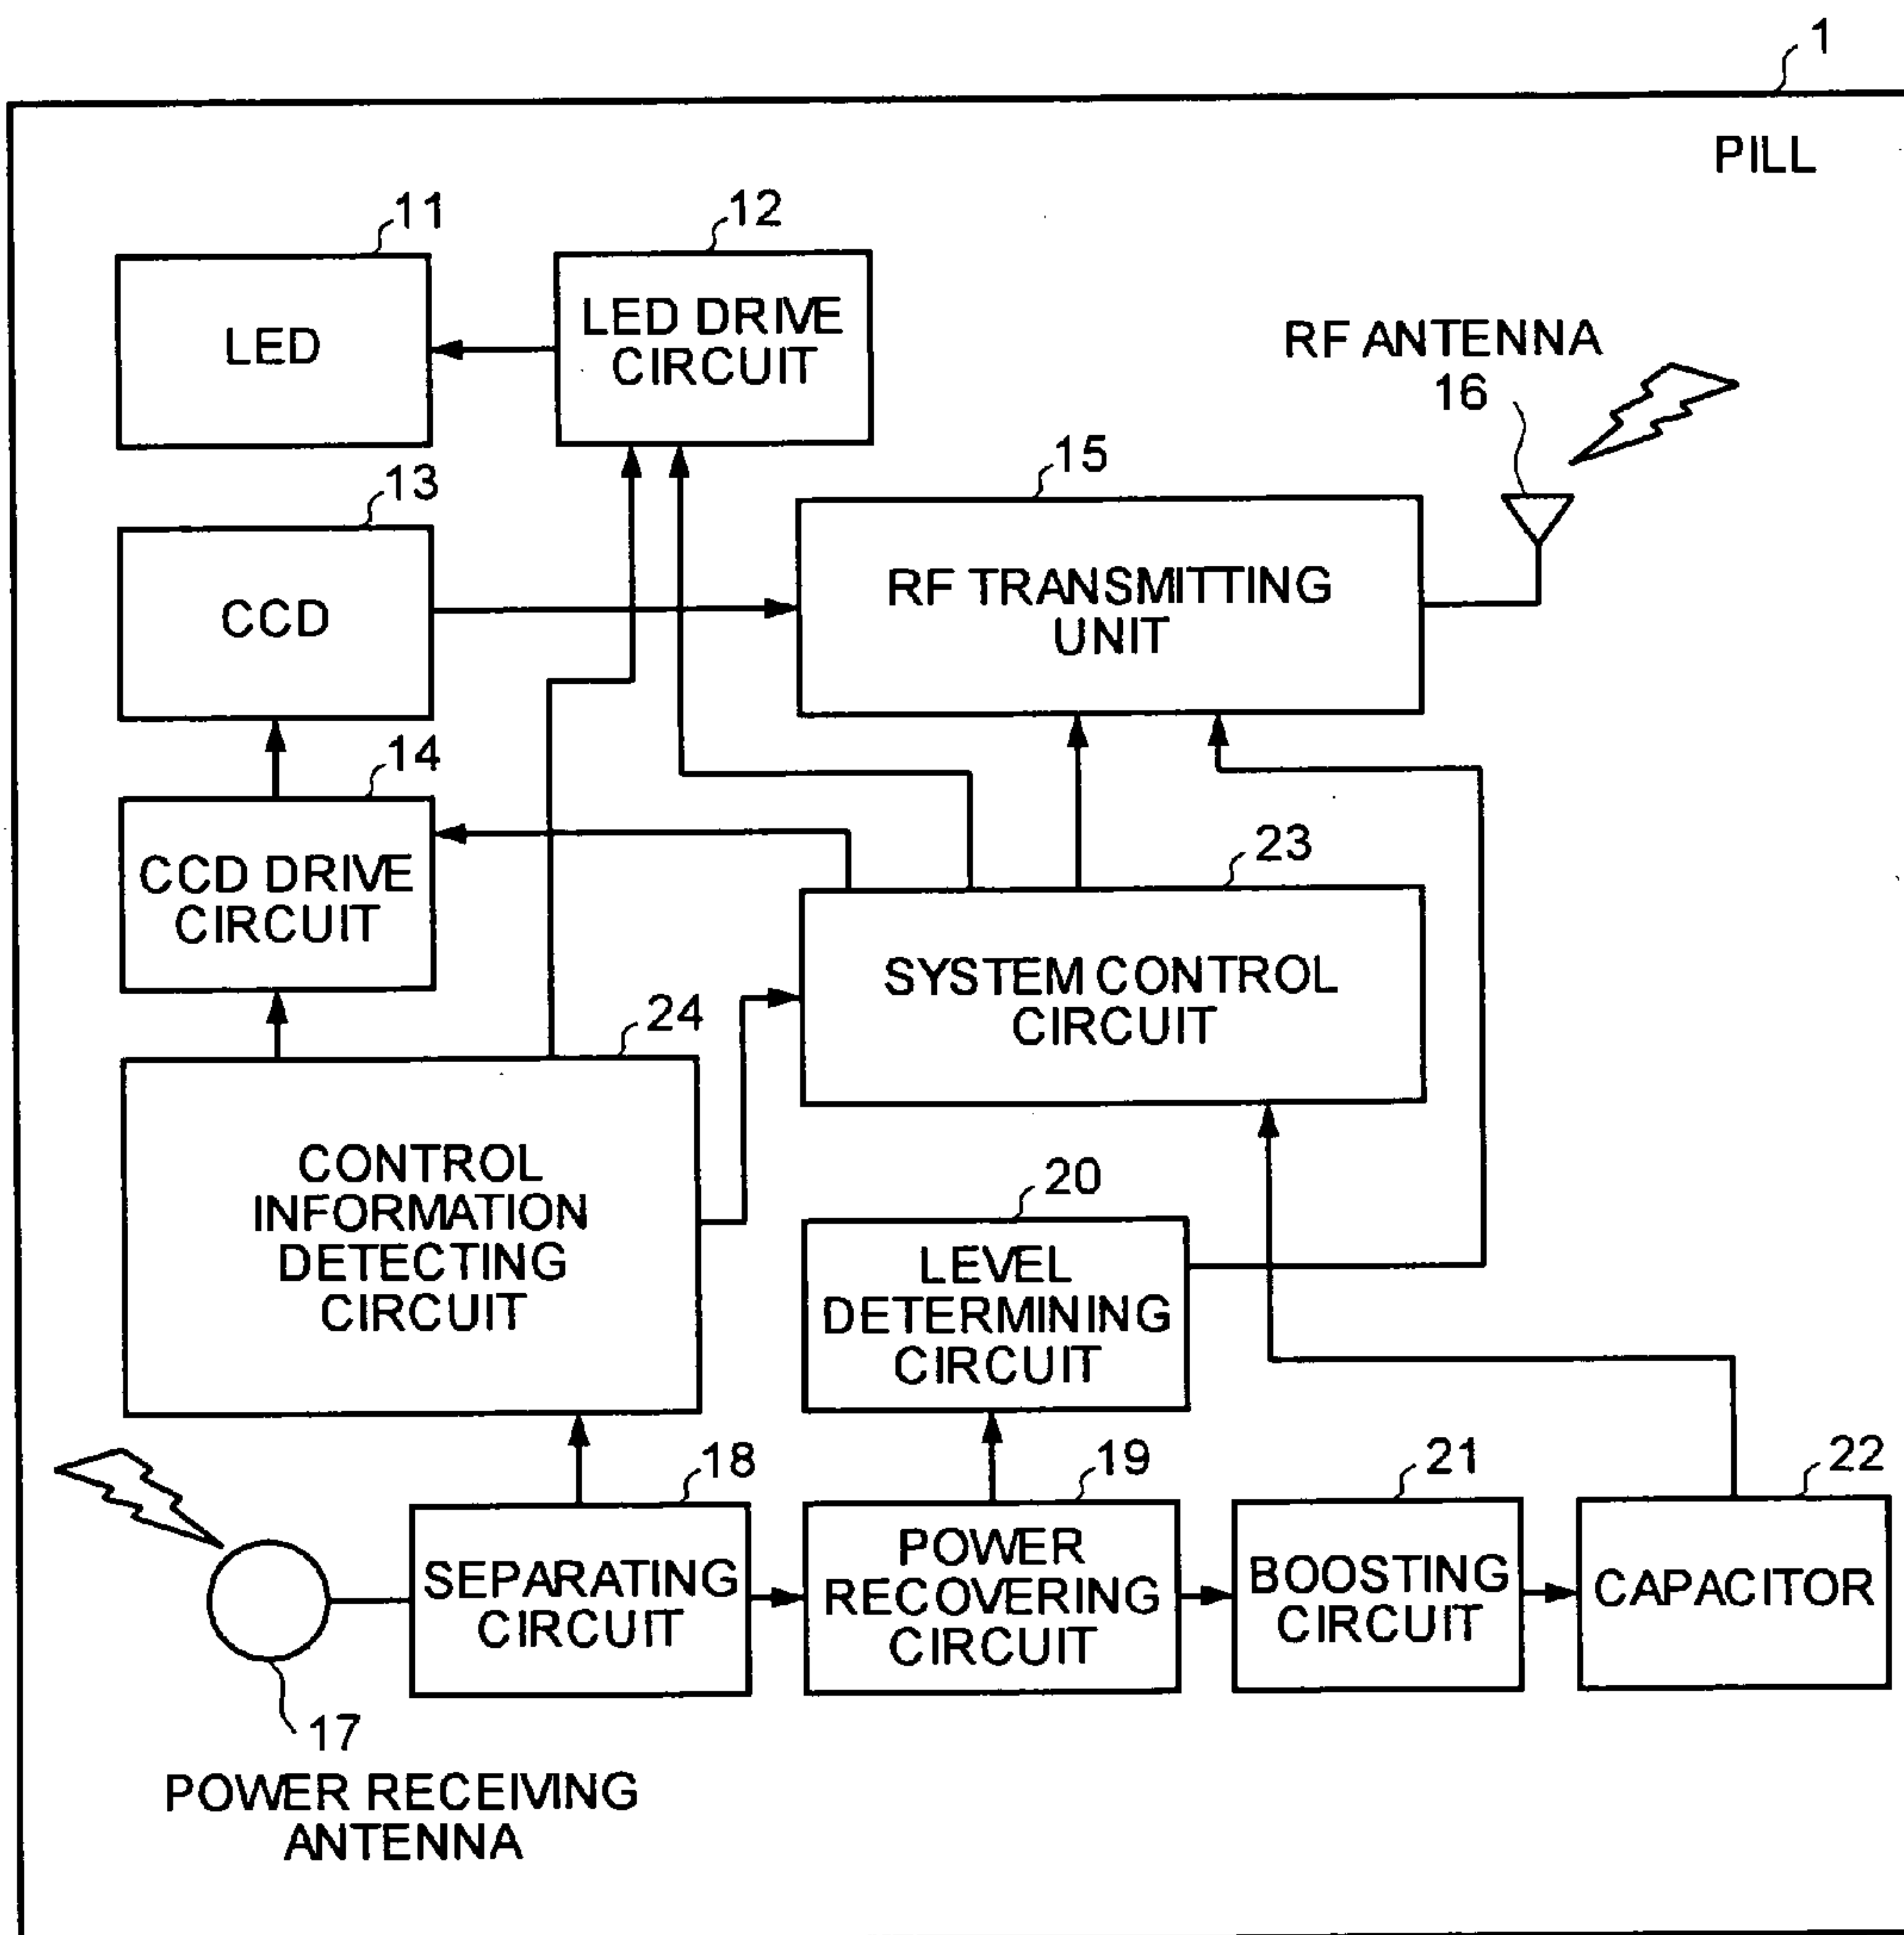 1
PILL
11
12
LED
LED DRIVE
CIRCUIT
RF ANTENNA
16
13
15
CCD
RF TRANSMITTING
UNIT
14
CCD DRIVE
CIRCUIT
23
SYSTEM CONTROL
CIRCUIT
24
CONTROL
INFORMATION
DETECTING
CIRCUIT
20
LEVEL
DETERMINING
CIRCUIT
18
19
21
22
SEPARATING
CIRCUIT
POWER
RECOVERING
CIRCUIT
BOOSTING
CIRCUIT
CAPACITOR
17
POWER RECEIVING
ANTENNA